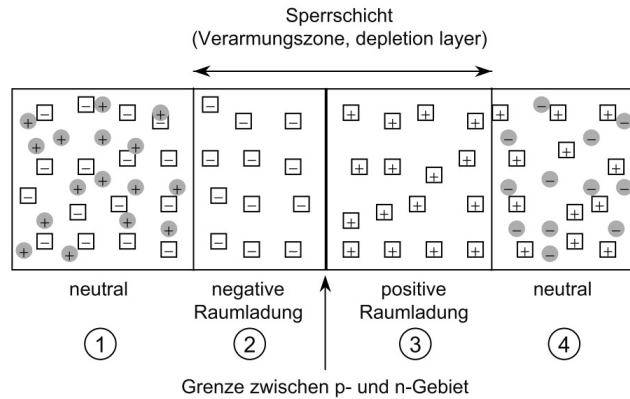 Sperrschicht
(Verarmungszone, depletion layer)
neutral
negative
Raumladung
positive
Raumladung
neutral
1
2
3
4
Grenze zwischen p- und n-Gebiet